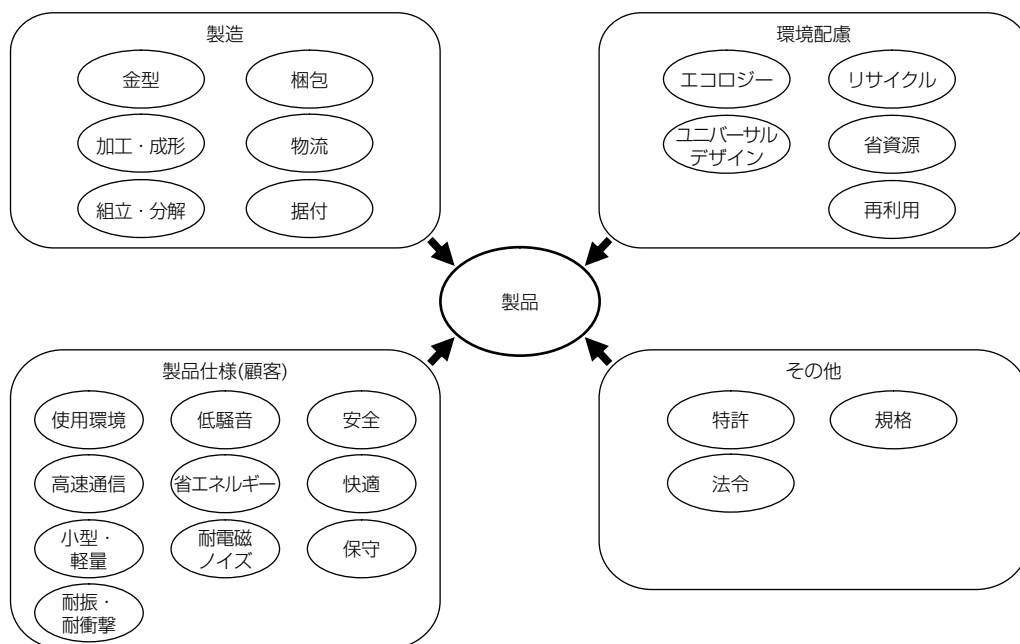 製造
金型
梱包
加工・成形
物流
組立・分解
据付
環境配慮
エコロジー
リサイクル
ユニバーサル
デザイン
省資源
再利用
製品
製品仕様(顧客)
使用環境
低騒音
安全
高速通信
省エネルギー
快適
小型・
軽量
耐電磁
ノイズ
保守
耐振・
耐衝撃
その他
特許
規格
法令